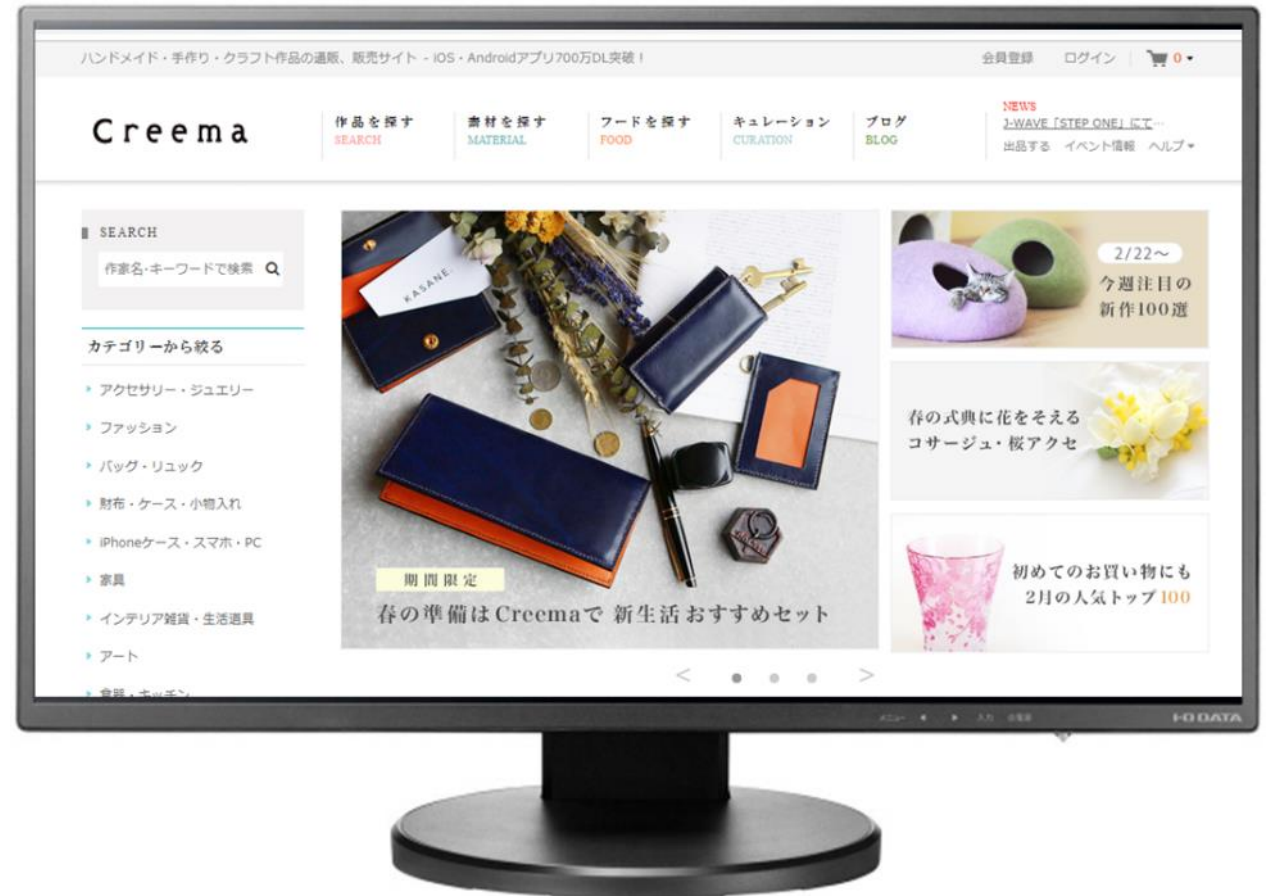 ハンドメイド・手作り・クラフト作品の通販、販売サイト - iOS・Androidアプリ700万DL突破！
会員登録 ログイン 0
Creema
作品を探す
SEARCH
素材を探す
MATERIAL
フードを探す
FOOD
キュレーション
CURATION
ブログ
BLOG
NEWS
J-WAVE「STEP ONE」にて…
出品する イベント情報 ヘルプ
SEARCH
作家名・キーワードで検索
カテゴリーから絞る
アクセサリー・ジュエリー
ファッション
バッグ・リュック
財布・ケース・小物入れ
iPhoneケース・スマホ・PC
家具
インテリア雑貨・生活道具
アート
食器・キッチン
KASANE.
期間限定
春の準備はCreemaで 新生活 おすすめセット
2/22～
今週注目の
新作100選
春の式典に花をそえる
コサージュ・桜アクセ
初めてのお買い物にも
2月の人気トップ100
メニュー 入力 電源
I-O DATA